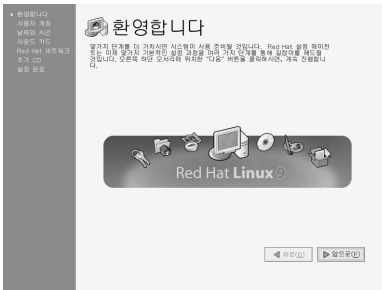 환영합니다
사용자 계정
날짜와 시간
사운드 카드
Red Hat 네트워크
추가 CD
설정 완료
환영합니다
몇가지 단계를 더 거치시면 시스템이 사용 준비될 것입니다. Red Hat 설정 에이전
트는 이제 몇가지 기본적인 설정 과정을 여러 가지 단계를 통해 길잡이를 해드릴
것입니다. 오른쪽 하단 모서리에 위치한 "다음" 버튼을 클릭하시면, 계속 진행합니
다.
Red Hat Linux 9
뒤로(B)
앞으로(F)